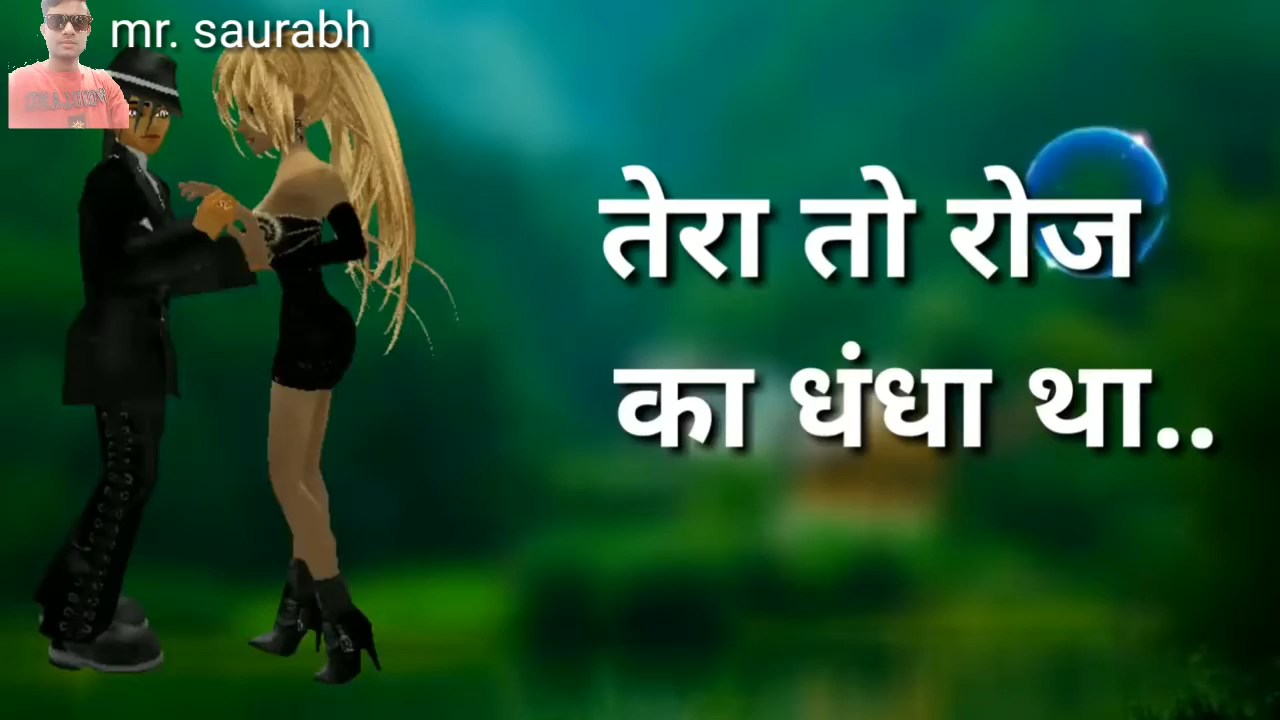 mr. saurabh
तेरा तो रोज
का धंधा था..